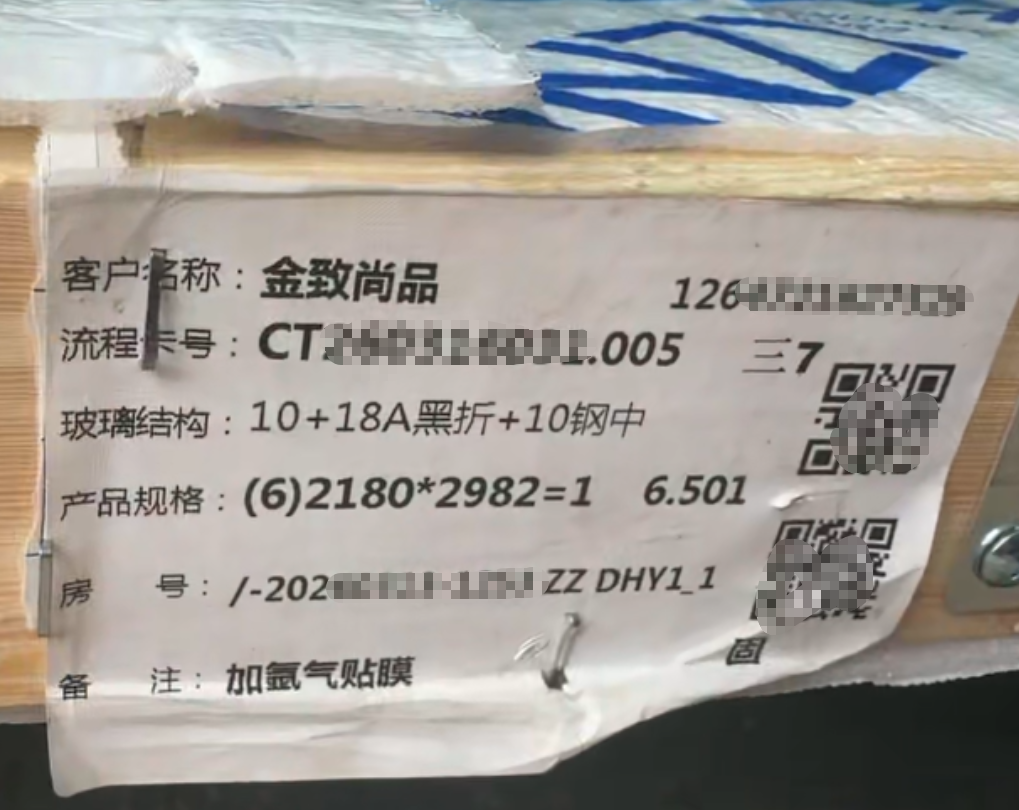 客户名称：金致尚品
126
流程卡号：CT .005 三7
玻璃结构：10+18A黑折+10钢中
产品规格：(6)2180*2982=1 6.501
房 号：/-202 ZZ DHY1_1
固
备 注：加氩气贴膜